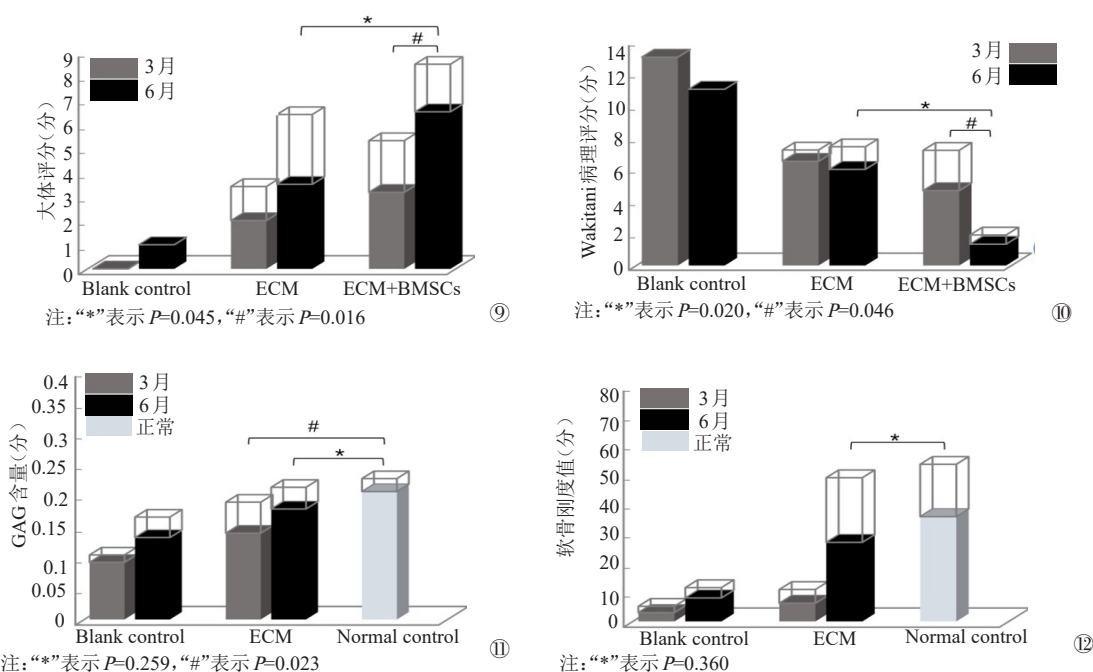 *
#
9
8
7
6
5
4
3
2
1
0
大体评分(分)
3月
6月
Blank control
ECM
ECM+BMSCs
注:“*”表示 P=0.045,“#”表示 P=0.016
⑨
14
12
10
8
6
4
2
0
Wakitani病理评分(分)
3月
6月
*
#
Blank control
ECM
ECM+BMSCs
注:“*”表示 P=0.020,“#”表示 P=0.046
⑩
0.4
0.35
0.3
0.25
0.2
0.15
0.1
0.05
0
GAG含量(分)
3月
6月
正常
#
*
Blank control
ECM
Normal control
注:“*”表示 P=0.259,“#”表示 P=0.023
⑪
80
70
60
50
40
30
20
10
0
软骨刚度值(分)
3月
6月
正常
*
Blank control
ECM
Normal control
注:“*”表示 P=0.360
⑫